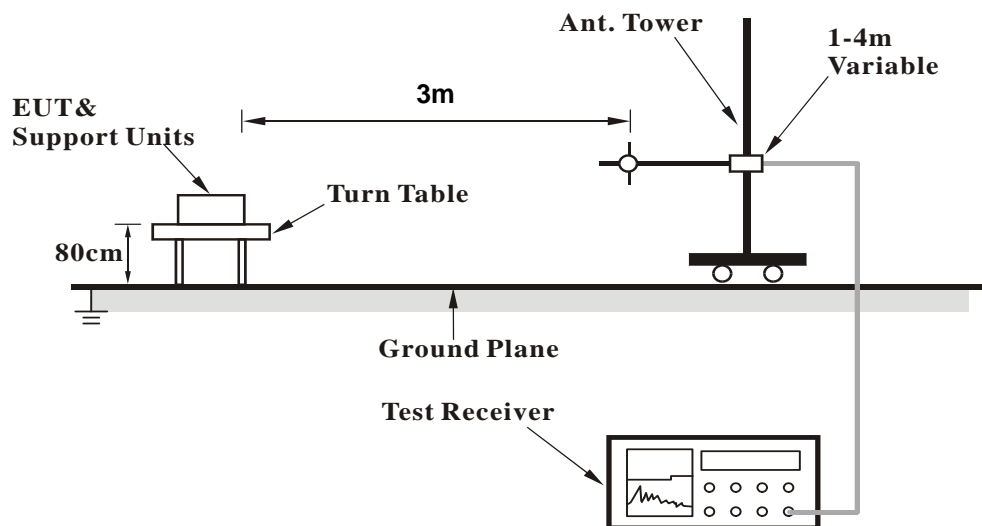 Ant. Tower
1-4m
Variable
3m
EUT&
Support Units
Turn Table
80cm
Ground Plane
Test Receiver